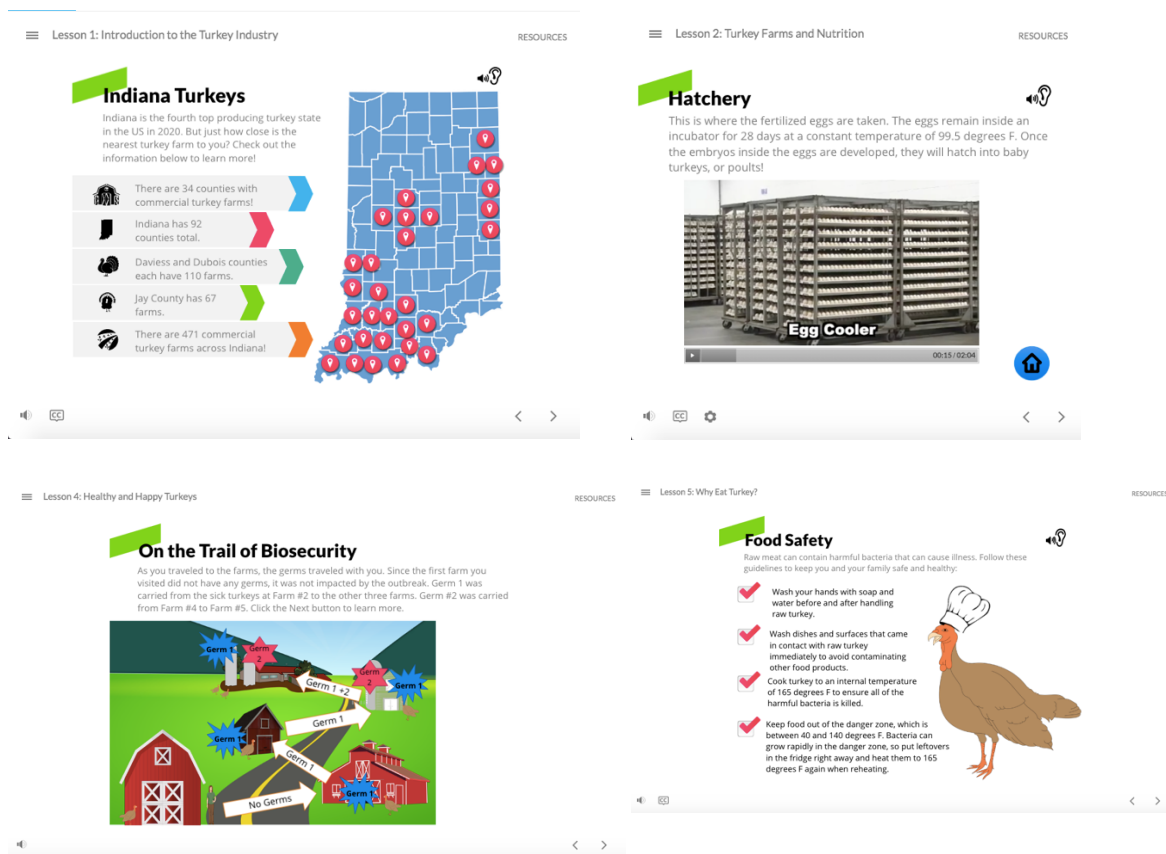 Lesson 1: Introduction to the Turkey Industry
RESOURCES
Indiana Turkeys
Indiana is the fourth top producing turkey state
in the US in 2020. But just how close is the
nearest turkey farm to you? Check out the
information below to learn more!
There are 34 counties with
commercial turkey farms!
Indiana has 92
counties total.
Daviess and Dubois counties
each have 110 farms.
Jay County has 67
farms.
There are 471 commercial
turkey farms across Indiana!
CC
Lesson 2: Turkey Farms and Nutrition
RESOURCES
Hatchery
This is where the fertilized eggs are taken. The eggs remain inside an
incubator for 28 days at a constant temperature of 99.5 degrees F. Once
the embryos inside the eggs are developed, they will hatch into baby
turkeys, or poults!
Egg Cooler
00:15 / 02:04
CC
Lesson 4: Healthy and Happy Turkeys
RESOURCES
On the Trail of Biosecurity
As you traveled to the farms, the germs traveled with you. Since the first farm you
visited did not have any germs, it was not impacted by the outbreak. Germ 1 was
carried from the sick turkeys at Farm #2 to the other three farms. Germ #2 was carried
from Farm #4 to Farm #5. Click the Next button to learn more.
Germ 1
Germ
2
Germ
2
Germ 1
Germ 1 +2
Germ 1
Germ 1
Germ 1
Germ 1
No Germs
Lesson 5: Why Eat Turkey?
RESOURCES
Food Safety
Raw meat can contain harmful bacteria that can cause illness. Follow these
guidelines to keep you and your family safe and healthy:
Wash your hands with soap and
water before and after handling
raw turkey.
Wash dishes and surfaces that came
in contact with raw turkey
immediately to avoid contaminating
other food products.
Cook turkey to an internal temperature
of 165 degrees F to ensure all of the
harmful bacteria is killed.
Keep food out of the danger zone, which is
between 40 and 140 degrees F. Bacteria can
grow rapidly in the danger zone, so put leftovers
in the fridge right away and heat them to 165
degrees F again when reheating.
CC